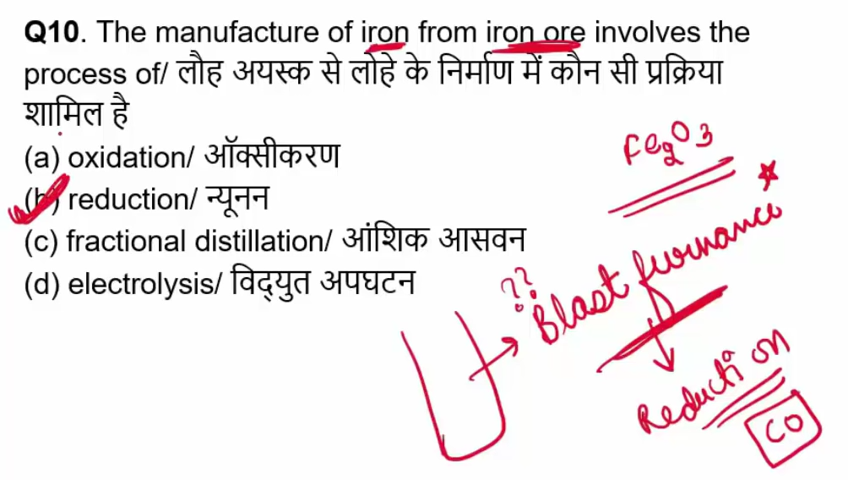 Q10. The manufacture of iron from iron ore involves the
process of/ लौह अयस्क से लोहे के निर्माण में कौन सी प्रक्रिया
शामिल है
(a) oxidation/ ऑक्सीकरण
(b) reduction/ न्यूनन
(c) fractional distillation/ आंशिक आसवन
(d) electrolysis/ विद्युत अपघटन
Fe2O3
??
Blast furnance
Reduction
CO